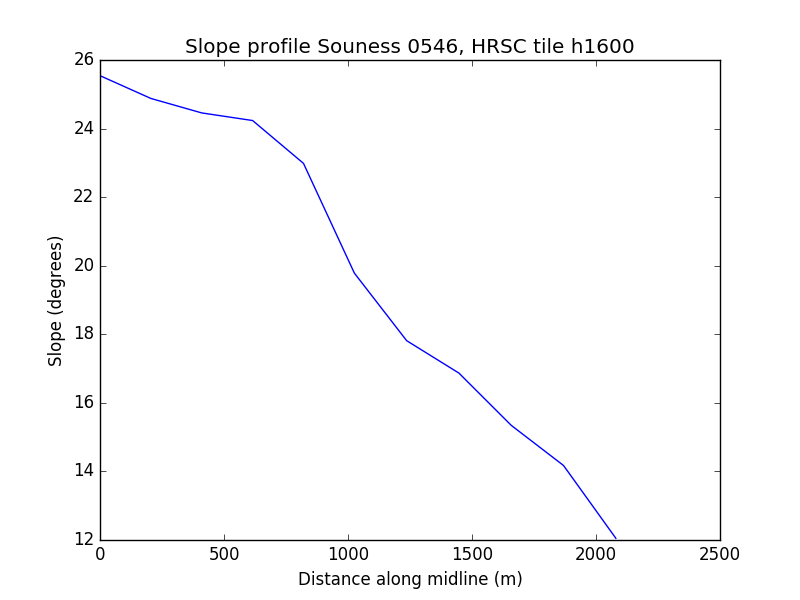 Slope profile Souness 0546, HRSC tile h1600
26
24
22
20
18
16
14
12
Slope (degrees)
0 500 1000 1500 2000 2500
Distance along midline (m)